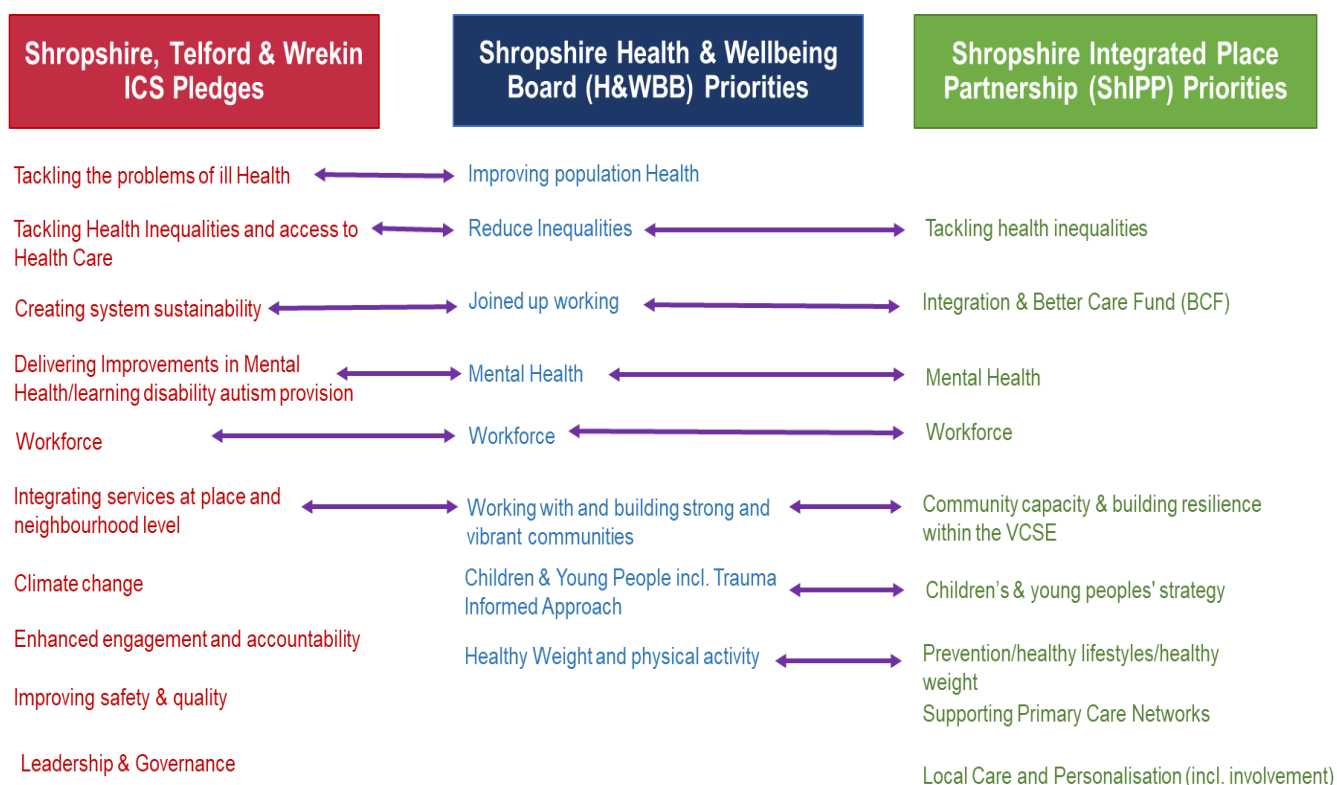 Shropshire, Telford & Wrekin
ICS Pledges
Shropshire Health & Wellbeing
Board (H&WBB) Priorities
Shropshire Integrated Place
Partnership (ShIPP) Priorities
Tackling the problems of ill Health
Improving population Health
Tackling Health Inequalities and access to
Health Care
Reduce Inequalities
Tackling health inequalities
Creating system sustainability
Joined up working
Integration & Better Care Fund (BCF)
Delivering Improvements in Mental
Health/learning disability autism provision
Mental Health
Mental Health
Workforce
Workforce
Workforce
Integrating services at place and
neighbourhood level
Working with and building strong and
vibrant communities
Community capacity & building resilience
within the VCSE
Climate change
Children & Young People incl. Trauma
Informed Approach
Children’s & young peoples' strategy
Enhanced engagement and accountability
Healthy Weight and physical activity
Prevention/healthy lifestyles/healthy
weight
Improving safety & quality
Supporting Primary Care Networks
Leadership & Governance
Local Care and Personalisation (incl. involvement)